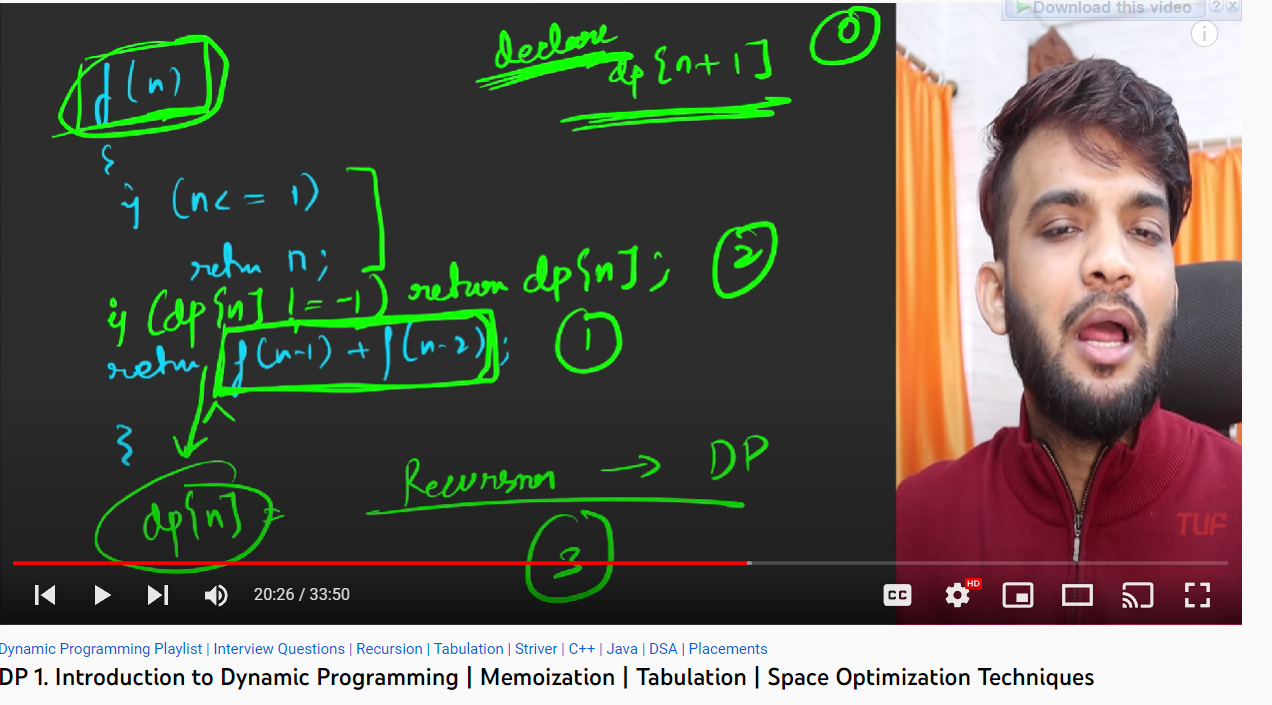 Download this video
declare
dp[n+1]
0
f(n)
{
if (n <= 1)
return n;
if (dp[n] != -1) return dp[n];
2
return f(n-1) + f(n-2);
1
}
Recursion → DP
dp[n] =
3
TUF
HD
CC
20:26 / 33:50
Dynamic Programming Playlist | Interview Questions | Recursion | Tabulation | Striver | C++ | Java | DSA | Placements
DP 1. Introduction to Dynamic Programming | Memoization | Tabulation | Space Optimization Techniques